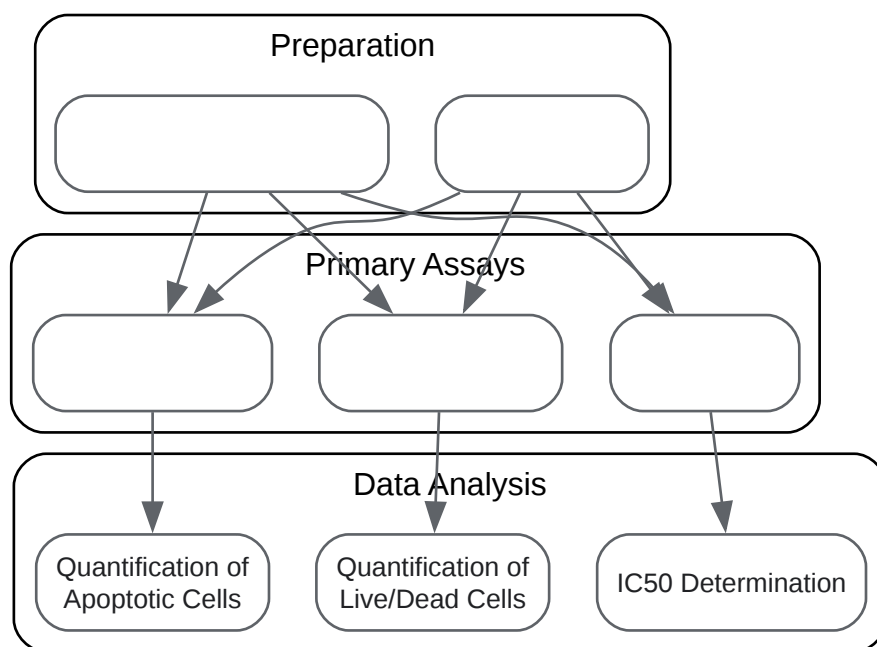 Preparation
Primary Assays
Data Analysis
Quantification of
Apoptotic Cells
Quantification of
Live/Dead Cells
IC50 Determination